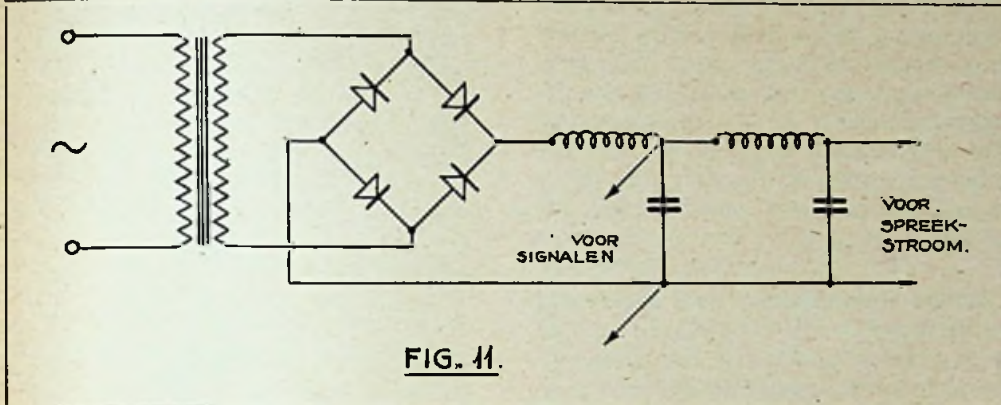 ~
VOOR
SIGNALEN
VOOR.
SPREEK-
STROOM.
FIG. 11.